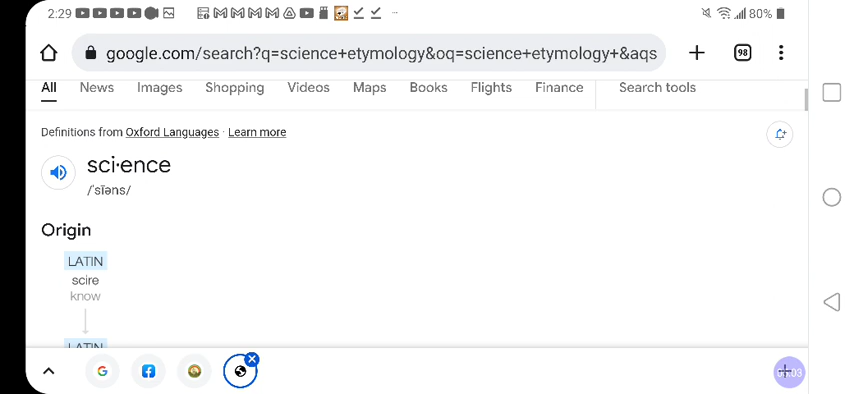 2:29
80%
google.com/search?q=science+etymology&oq=science+etymology+&aqs
98
All News Images Shopping Videos Maps Books Flights Finance Search tools
Definitions from Oxford Languages · Learn more
sci·ence
/ˈsīəns/
Origin
LATIN
scire
know
LATIN